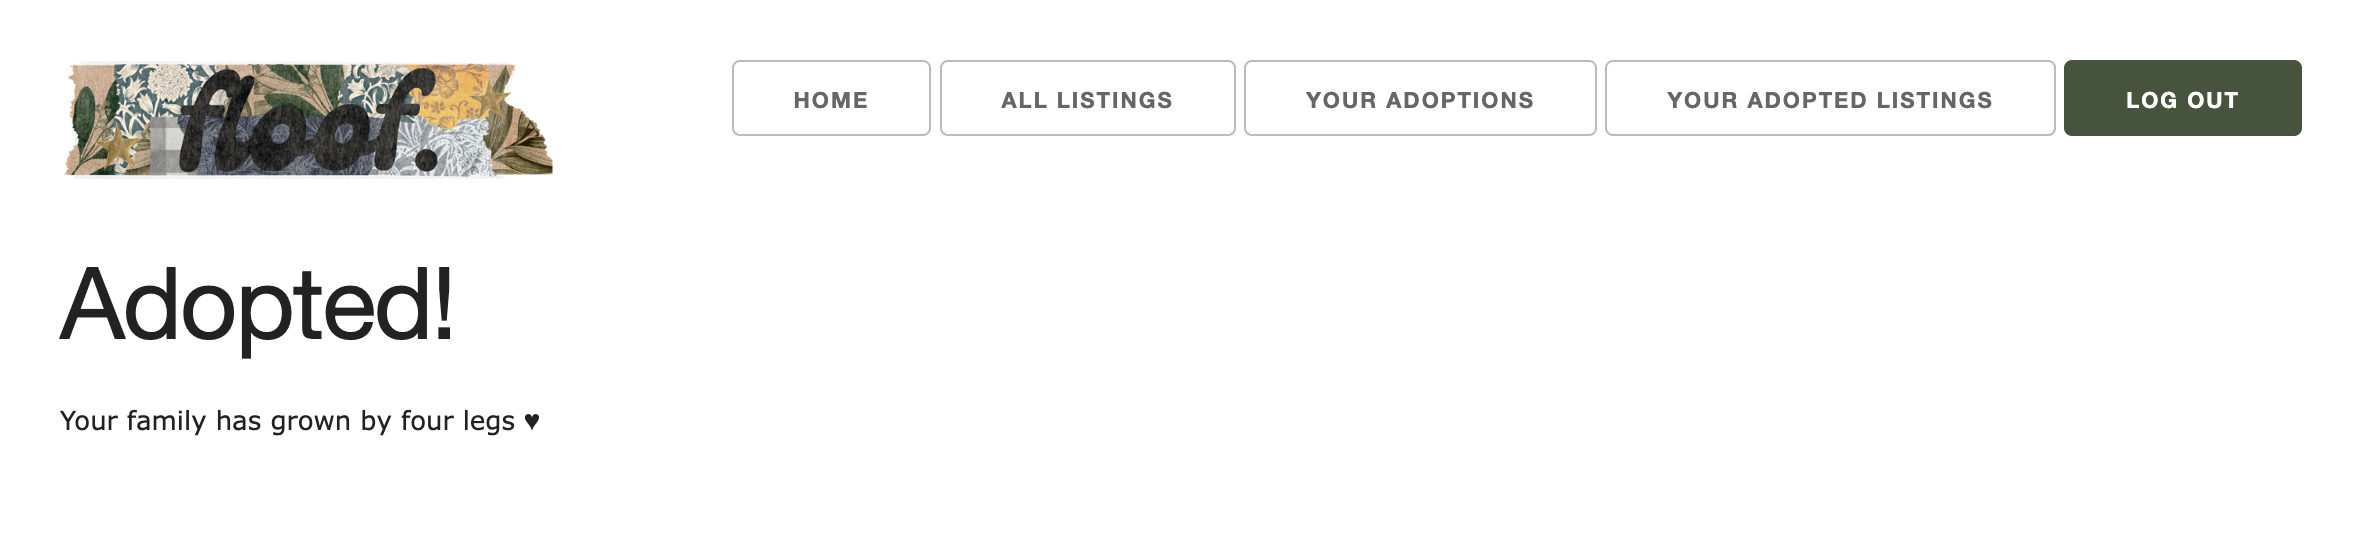 floof.
HOME
ALL LISTINGS
YOUR ADOPTIONS
YOUR ADOPTED LISTINGS
LOG OUT
Adopted!
Your family has grown by four legs ♥